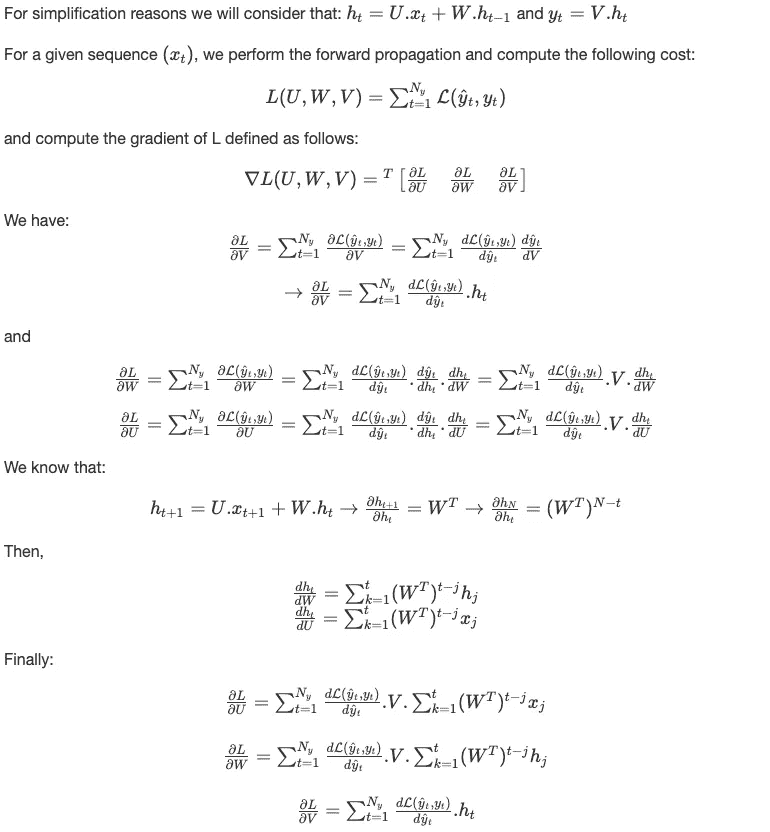 For simplification reasons we will consider that: $h_t = U.x_t + W.h_{t-1}$ and $y_t = V.h_t$
For a given sequence $(x_t)$, we perform the forward propagation and compute the following cost:
$L(U, W, V) = \sum_{t=1}^{N_y} \mathcal{L}(\hat{y}_t, y_t)$
and compute the gradient of L defined as follows:
$\nabla L(U, W, V) = {}^T \left[ \frac{\partial L}{\partial U} \quad \frac{\partial L}{\partial W} \quad \frac{\partial L}{\partial V} \right]$
We have:
$\frac{\partial L}{\partial V} = \sum_{t=1}^{N_y} \frac{\partial \mathcal{L}(\hat{y}_t, y_t)}{\partial V} = \sum_{t=1}^{N_y} \frac{d\mathcal{L}(\hat{y}_t, y_t)}{d\hat{y}_t} \frac{d\hat{y}_t}{dV}$
$\rightarrow \frac{\partial L}{\partial V} = \sum_{t=1}^{N_y} \frac{d\mathcal{L}(\hat{y}_t, y_t)}{d\hat{y}_t}.h_t$
and
$\frac{\partial L}{\partial W} = \sum_{t=1}^{N_y} \frac{\partial \mathcal{L}(\hat{y}_t, y_t)}{\partial W} = \sum_{t=1}^{N_y} \frac{d\mathcal{L}(\hat{y}_t, y_t)}{d\hat{y}_t}.\frac{d\hat{y}_t}{dh_t}.\frac{dh_t}{dW} = \sum_{t=1}^{N_y} \frac{d\mathcal{L}(\hat{y}_t, y_t)}{d\hat{y}_t}.V.\frac{dh_t}{dW}$
$\frac{\partial L}{\partial U} = \sum_{t=1}^{N_y} \frac{\partial \mathcal{L}(\hat{y}_t, y_t)}{\partial U} = \sum_{t=1}^{N_y} \frac{d\mathcal{L}(\hat{y}_t, y_t)}{d\hat{y}_t}.\frac{d\hat{y}_t}{dh_t}.\frac{dh_t}{dU} = \sum_{t=1}^{N_y} \frac{d\mathcal{L}(\hat{y}_t, y_t)}{d\hat{y}_t}.V.\frac{dh_t}{dU}$
We know that:
$h_{t+1} = U.x_{t+1} + W.h_t \rightarrow \frac{\partial h_{t+1}}{\partial h_t} = W^T \rightarrow \frac{\partial h_N}{\partial h_t} = (W^T)^{N-t}$
Then,
$\frac{dh_t}{dW} = \sum_{k=1}^{t} (W^T)^{t-j} h_j$
$\frac{dh_t}{dU} = \sum_{k=1}^{t} (W^T)^{t-j} x_j$
Finally:
$\frac{\partial L}{\partial U} = \sum_{t=1}^{N_y} \frac{d\mathcal{L}(\hat{y}_t, y_t)}{d\hat{y}_t}.V.\sum_{k=1}^{t} (W^T)^{t-j} x_j$
$\frac{\partial L}{\partial W} = \sum_{t=1}^{N_y} \frac{d\mathcal{L}(\hat{y}_t, y_t)}{d\hat{y}_t}.V.\sum_{k=1}^{t} (W^T)^{t-j} h_j$
$\frac{\partial L}{\partial V} = \sum_{t=1}^{N_y} \frac{d\mathcal{L}(\hat{y}_t, y_t)}{d\hat{y}_t}.h_t$